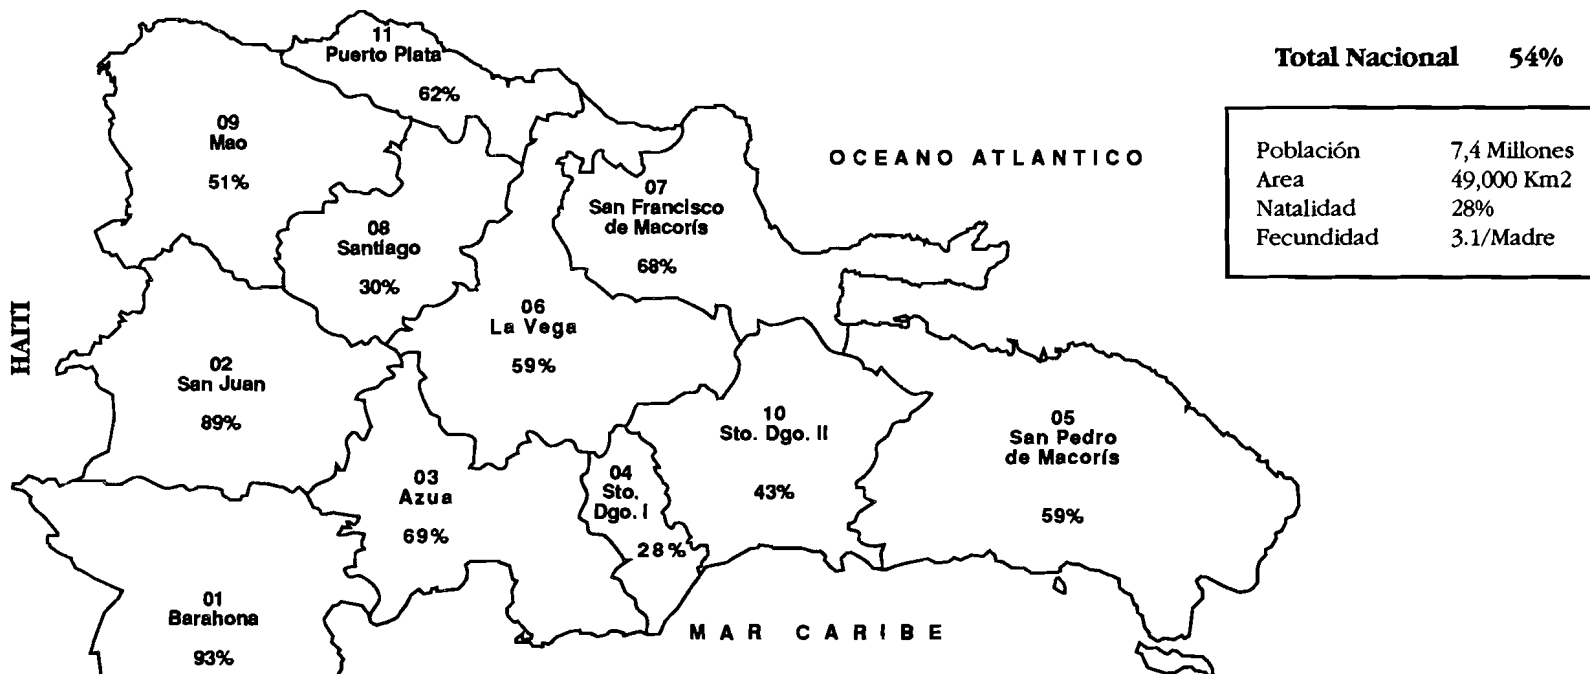 11
Puerto Plata
62%
Total Nacional 54%
09
Mao
51%
OCEANO ATLANTICO
Población 7,4 Millones
Area 49,000 Km2
Natalidad 28%
Fecundidad 3.1/Madre
07
San Francisco
de Macorís
68%
08
Santiago
30%
06
La Vega
59%
HAITI
02
San Juan
89%
10
Sto. Dgo. II
43%
05
San Pedro
de Macorís
59%
03
Azua
69%
04
Sto.
Dgo. I
28%
01
Barahona
93%
MAR CARIBE